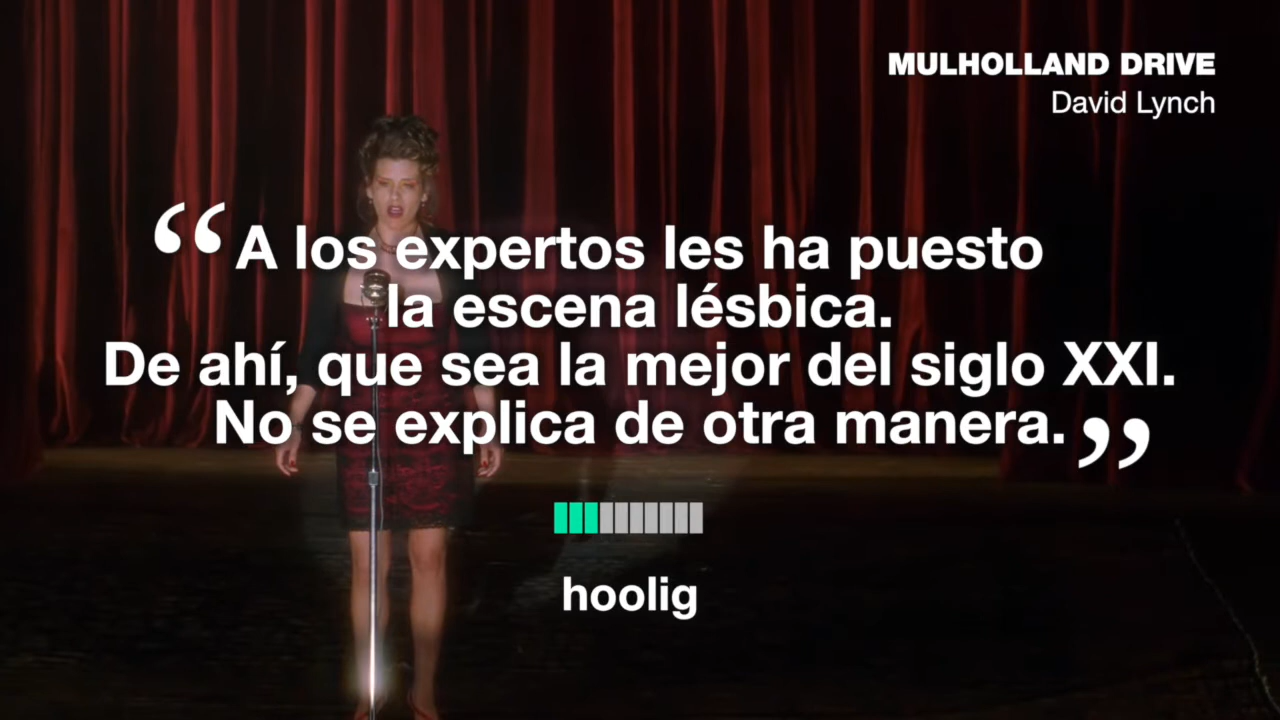 MULHOLLAND DRIVE
David Lynch
“A los expertos les ha puesto
la escena lésbica.
De ahí, que sea la mejor del siglo XXI.
No se explica de otra manera.”
hoolig